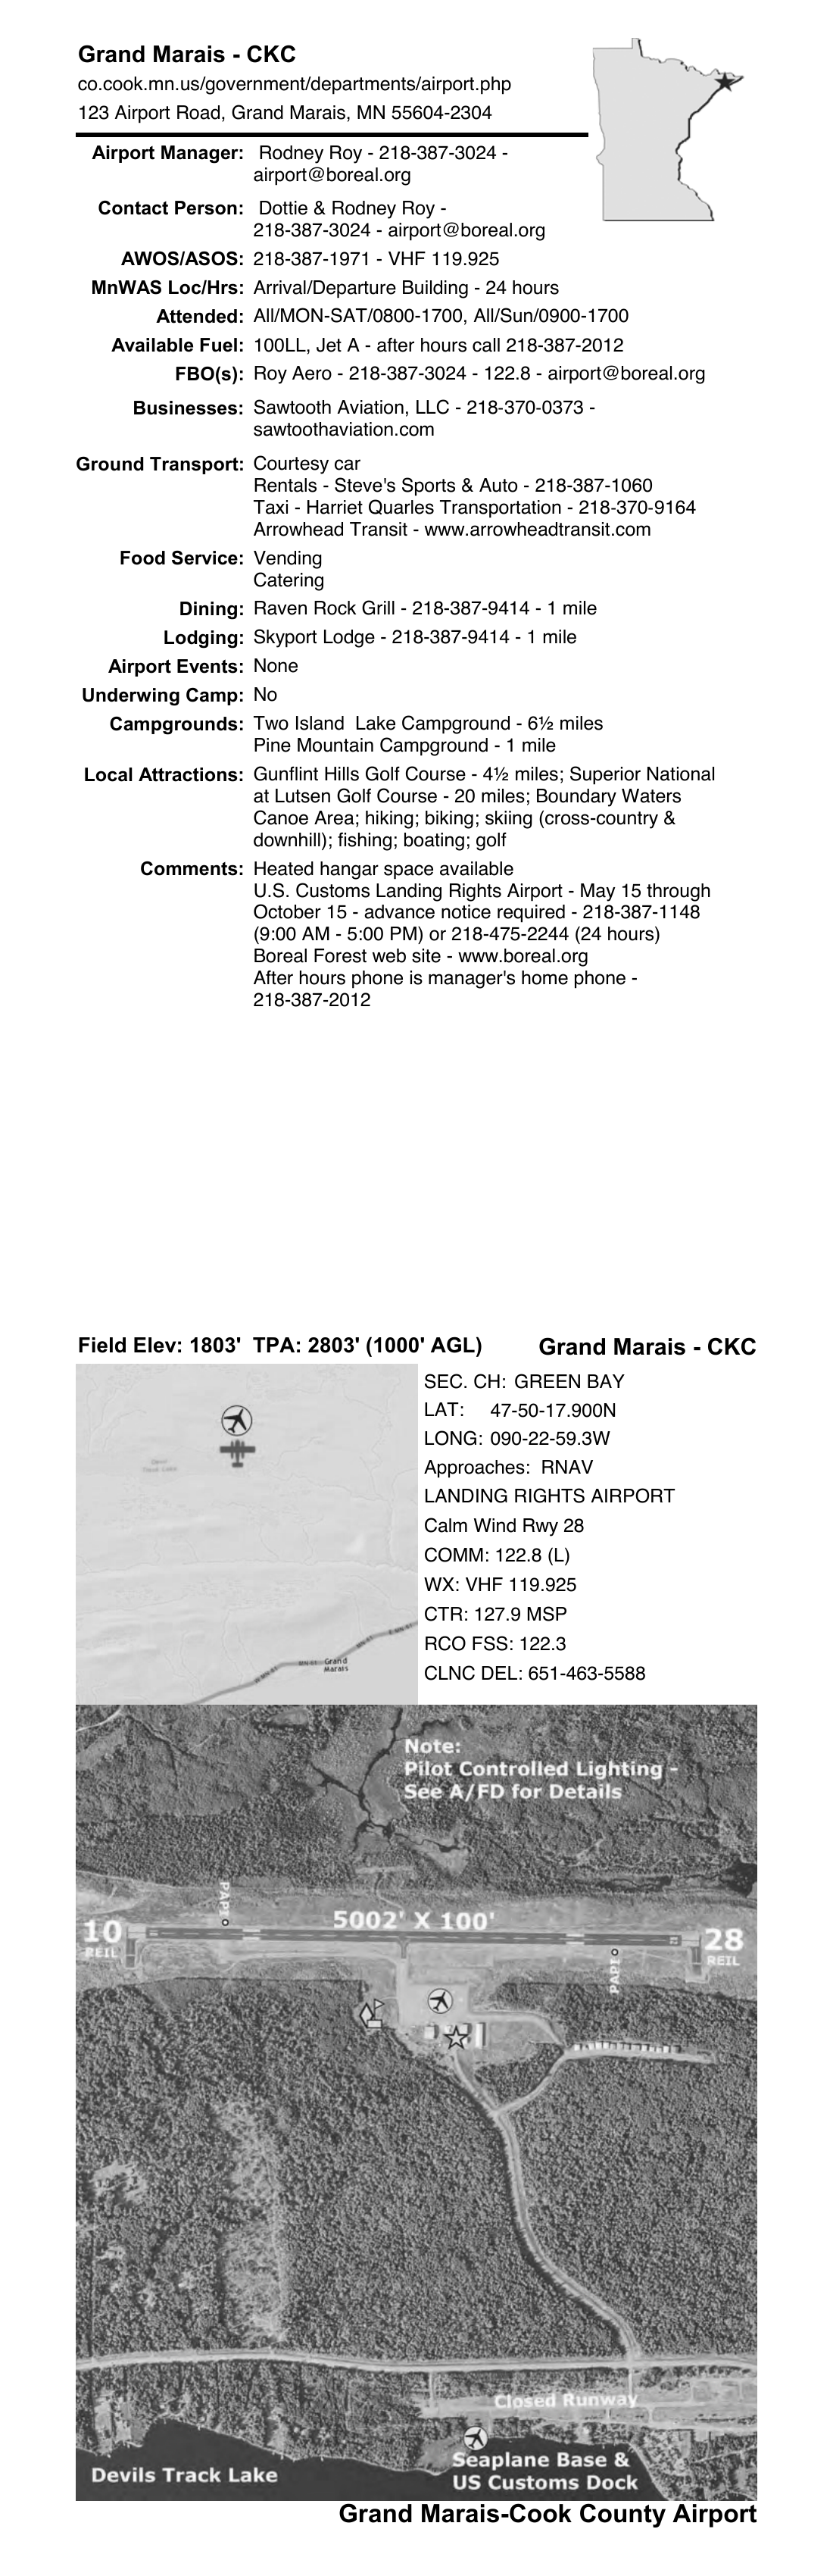 Grand Marais - CKC
co.cook.mn.us/government/departments/airport.php
123 Airport Road, Grand Marais, MN 55604-2304
Airport Manager: Rodney Roy - 218-387-3024 -
airport@boreal.org
Contact Person: Dottie & Rodney Roy -
218-387-3024 - airport@boreal.org
AWOS/ASOS: 218-387-1971 - VHF 119.925
MnWAS Loc/Hrs: Arrival/Departure Building - 24 hours
Attended: All/MON-SAT/0800-1700, All/Sun/0900-1700
Available Fuel: 100LL, Jet A - after hours call 218-387-2012
FBO(s): Roy Aero - 218-387-3024 - 122.8 - airport@boreal.org
Businesses: Sawtooth Aviation, LLC - 218-370-0373 -
sawtoothaviation.com
Ground Transport: Courtesy car
Rentals - Steve's Sports & Auto - 218-387-1060
Taxi - Harriet Quarles Transportation - 218-370-9164
Arrowhead Transit - www.arrowheadtransit.com
Food Service: Vending
Catering
Dining: Raven Rock Grill - 218-387-9414 - 1 mile
Lodging: Skyport Lodge - 218-387-9414 - 1 mile
Airport Events: None
Underwing Camp: No
Campgrounds: Two Island  Lake Campground - 6½ miles
Pine Mountain Campground - 1 mile
Local Attractions: Gunflint Hills Golf Course - 4½ miles; Superior National
at Lutsen Golf Course - 20 miles; Boundary Waters
Canoe Area; hiking; biking; skiing (cross-country &
downhill); fishing; boating; golf
Comments: Heated hangar space available
U.S. Customs Landing Rights Airport - May 15 through
October 15 - advance notice required - 218-387-1148
(9:00 AM - 5:00 PM) or 218-475-2244 (24 hours)
Boreal Forest web site - www.boreal.org
After hours phone is manager's home phone -
218-387-2012
Field Elev: 1803'  TPA: 2803' (1000' AGL)
Grand Marais - CKC
SEC. CH: GREEN BAY
LAT: 47-50-17.900N
LONG: 090-22-59.3W
Approaches: RNAV
LANDING RIGHTS AIRPORT
Calm Wind Rwy 28
COMM: 122.8 (L)
WX: VHF 119.925
CTR: 127.9 MSP
RCO FSS: 122.3
CLNC DEL: 651-463-5588
Grand
Marais
Note:
Pilot Controlled Lighting -
See A/FD for Details
PAPI
5002' X 100'
10
REIL
28
REIL
PAPI
Closed Runway
Seaplane Base &
US Customs Dock
Devils Track Lake
Grand Marais-Cook County Airport